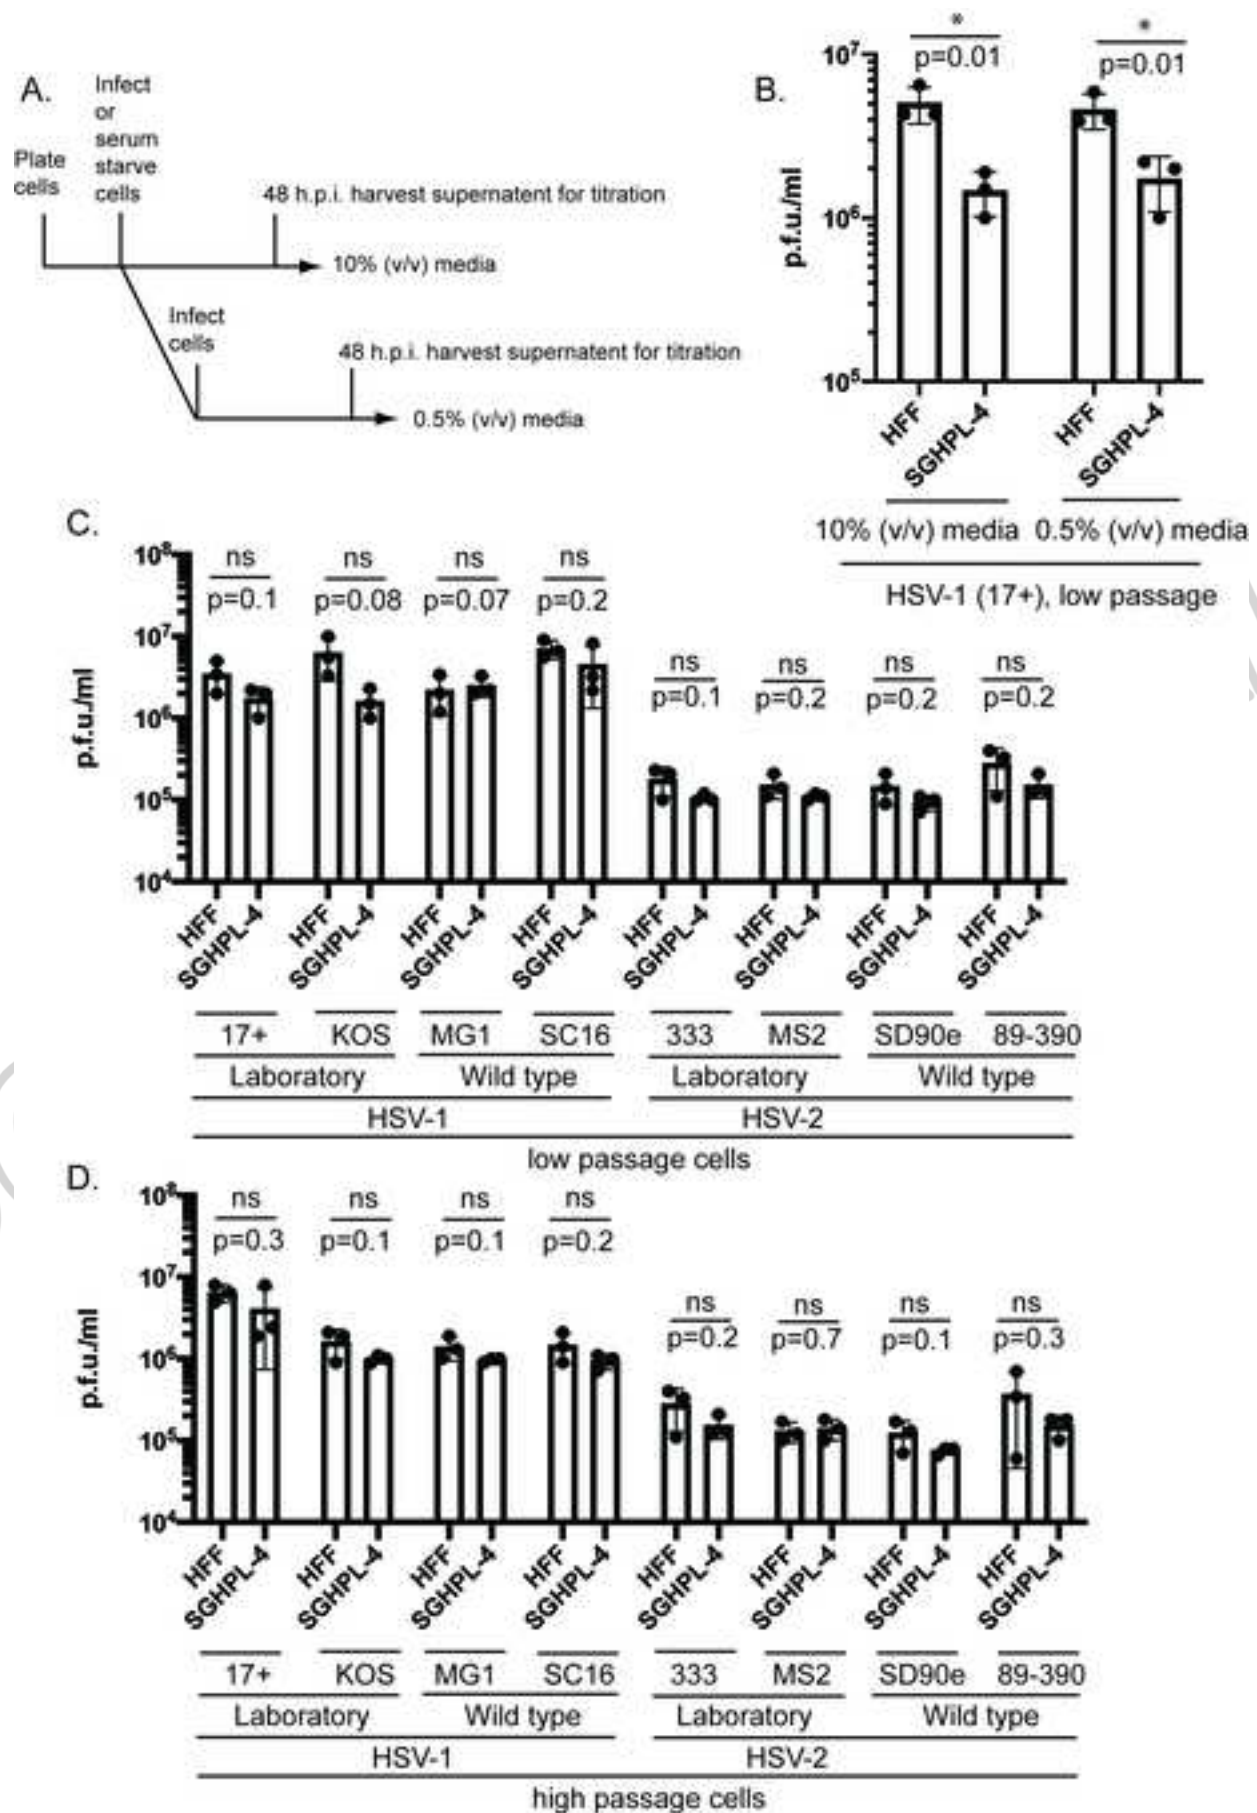 A.
Plate
cells
Infect
or
serum
starve
cells
48 h.p.i. harvest supernatent for titration
10% (v/v) media
Infect
cells
48 h.p.i. harvest supernatent for titration
0.5% (v/v) media
B.
* *
p=0.01 p=0.01
10⁷
10⁶
10⁵
p.f.u./ml
HFF SGHPL-4 HFF SGHPL-4
10% (v/v) media 0.5% (v/v) media
HSV-1 (17+), low passage
C.
10⁸
10⁷
10⁶
10⁵
10⁴
p.f.u./ml
ns ns ns ns
p=0.1 p=0.08 p=0.07 p=0.2
ns ns ns ns
p=0.1 p=0.2 p=0.2 p=0.2
HFF SGHPL-4 HFF SGHPL-4 HFF SGHPL-4 HFF SGHPL-4 HFF SGHPL-4 HFF SGHPL-4 HFF SGHPL-4 HFF SGHPL-4
17+ KOS MG1 SC16 333 MS2 SD90e 89-390
Laboratory Wild type Laboratory Wild type
HSV-1 HSV-2
low passage cells
D.
10⁸
10⁷
10⁶
10⁵
10⁴
p.f.u./ml
ns ns ns ns
p=0.3 p=0.1 p=0.1 p=0.2
ns ns ns ns
p=0.2 p=0.7 p=0.1 p=0.3
HFF SGHPL-4 HFF SGHPL-4 HFF SGHPL-4 HFF SGHPL-4 HFF SGHPL-4 HFF SGHPL-4 HFF SGHPL-4 HFF SGHPL-4
17+ KOS MG1 SC16 333 MS2 SD90e 89-390
Laboratory Wild type Laboratory Wild type
HSV-1 HSV-2
high passage cells